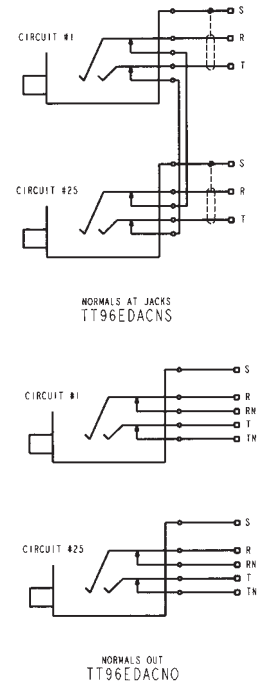 S
CIRCUIT #1
R
T
S
CIRCUIT #25
R
T
NORMALS AT JACKS
TT96EDACNS
S
CIRCUIT #1
R
RN
T
TN
S
CIRCUIT #25
R
RN
T
TN
NORMALS OUT
TT96EDACNO